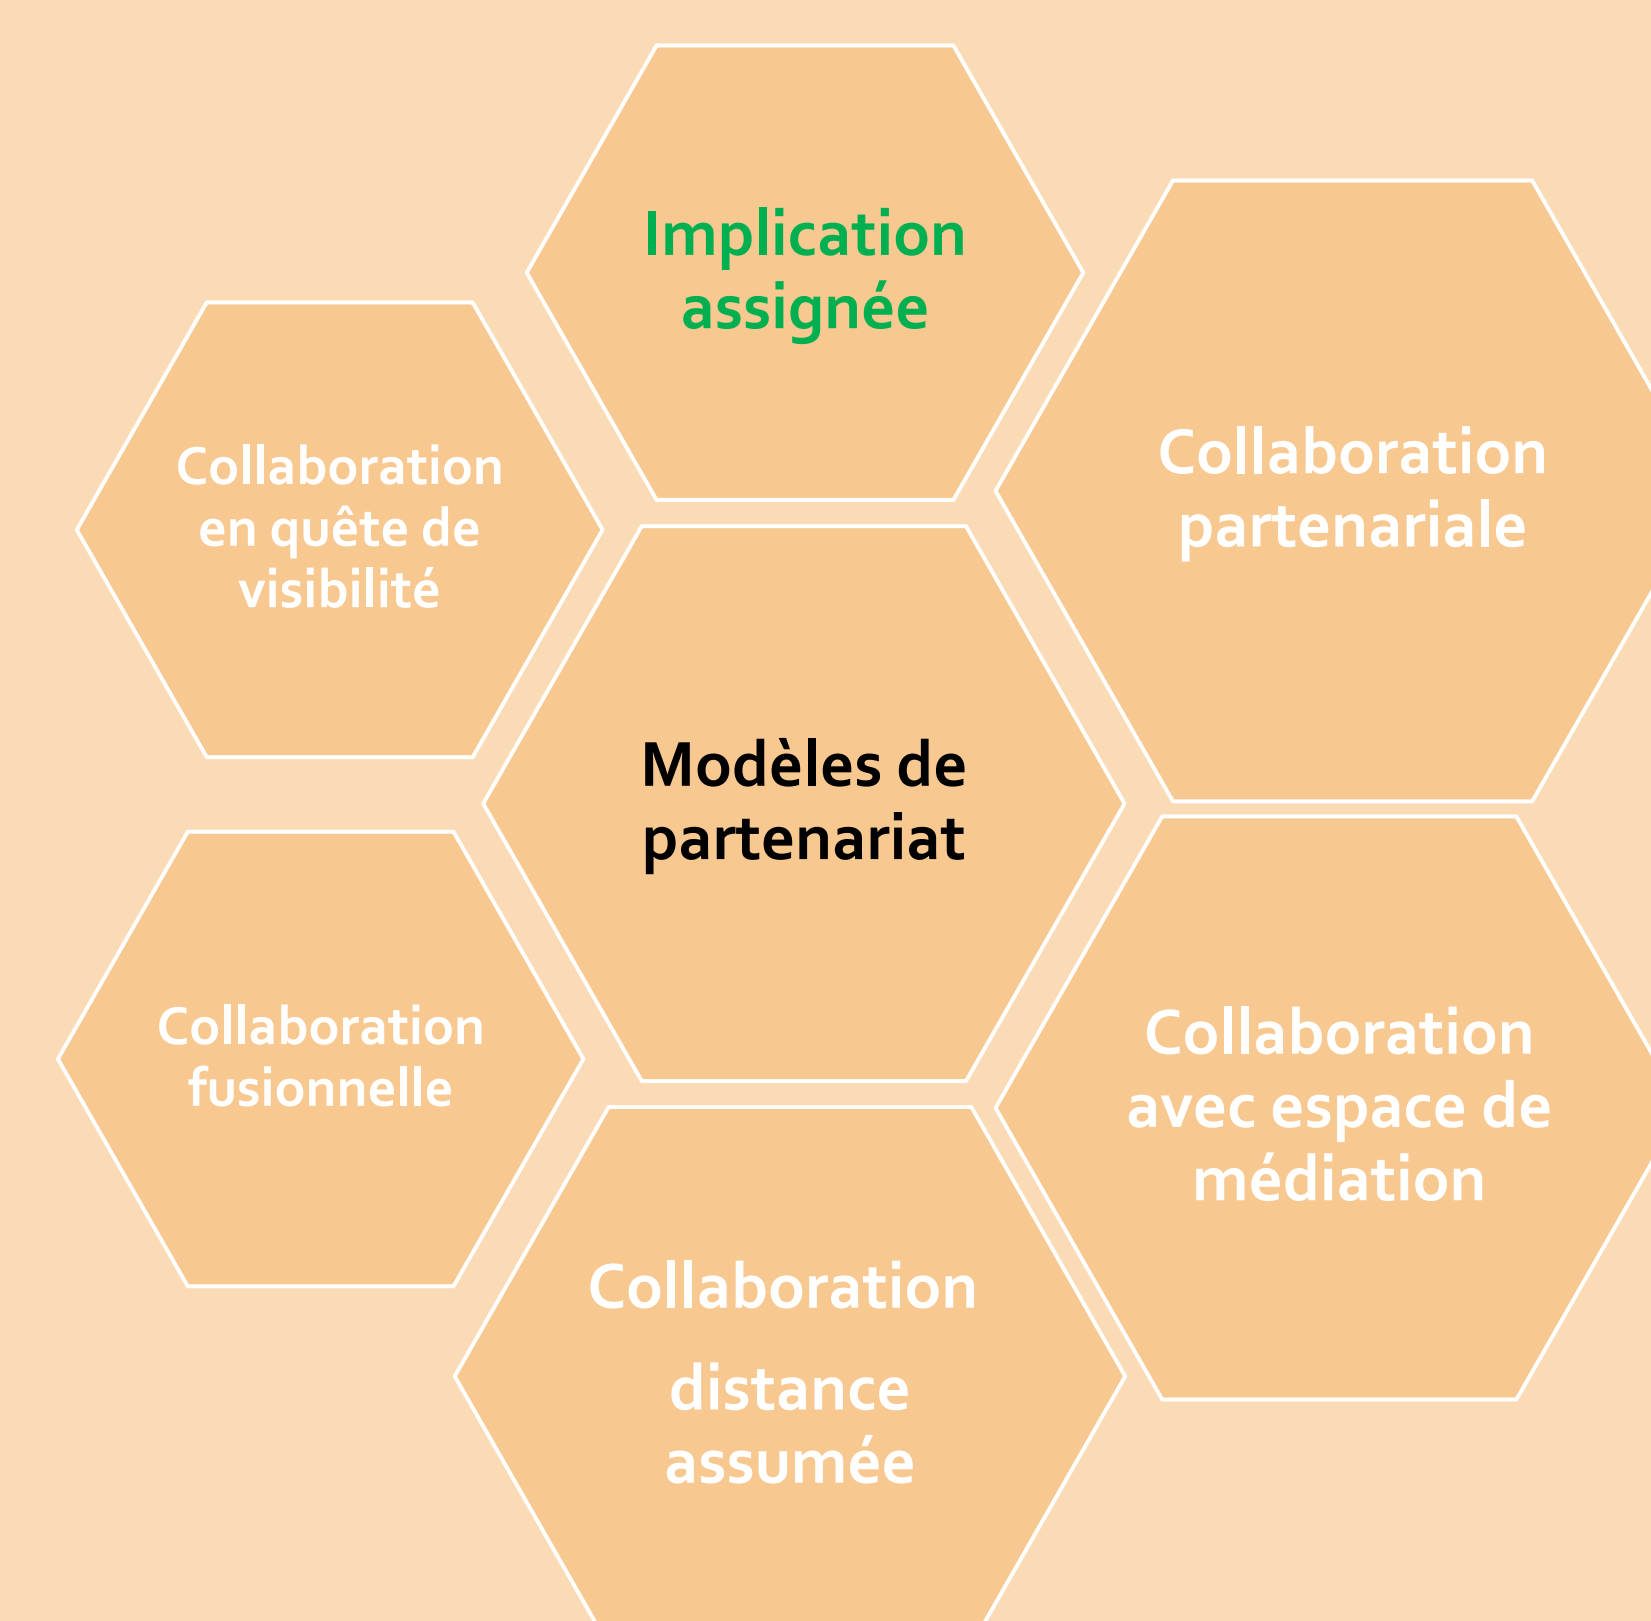 Implication
assignée
Collaboration
partenariale
Collaboration
en quête de
visibilité
Modèles de
partenariat
Collaboration
fusionnelle
Collaboration
avec espace de
médiation
Collaboration
distance
assumée